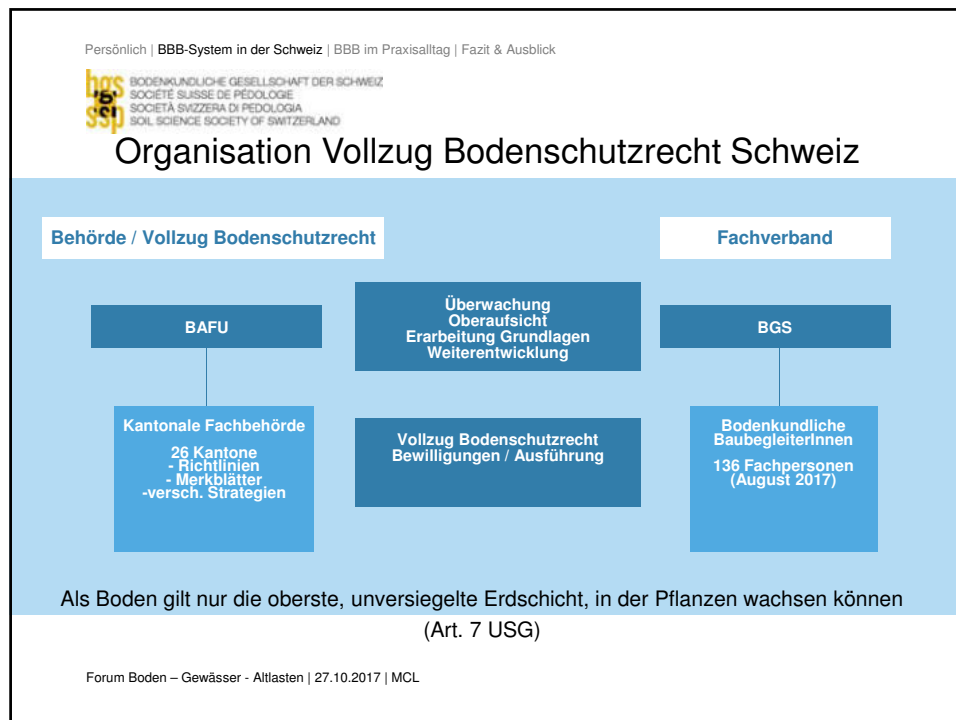 Persönlich | BBB-System in der Schweiz | BBB im Praxisalltag | Fazit & Ausblick
bgs
"g"
ssp
BODENKUNDLICHE GESELLSCHAFT DER SCHWEIZ
SOCIÉTÉ SUISSE DE PÉDOLOGIE
SOCIETÀ SVIZZERA DI PEDOLOGIA
SOIL SCIENCE SOCIETY OF SWITZERLAND
Organisation Vollzug Bodenschutzrecht Schweiz
Behörde / Vollzug Bodenschutzrecht
Fachverband
BAFU
Überwachung
Oberaufsicht
Erarbeitung Grundlagen
Weiterentwicklung
BGS
Kantonale Fachbehörde
26 Kantone
- Richtlinien
- Merkblätter
-versch. Strategien
Vollzug Bodenschutzrecht
Bewilligungen / Ausführung
Bodenkundliche
BaubegleiterInnen
136 Fachpersonen
(August 2017)
Als Boden gilt nur die oberste, unversiegelte Erdschicht, in der Pflanzen wachsen können
(Art. 7 USG)
Forum Boden – Gewässer - Altlasten | 27.10.2017 | MCL